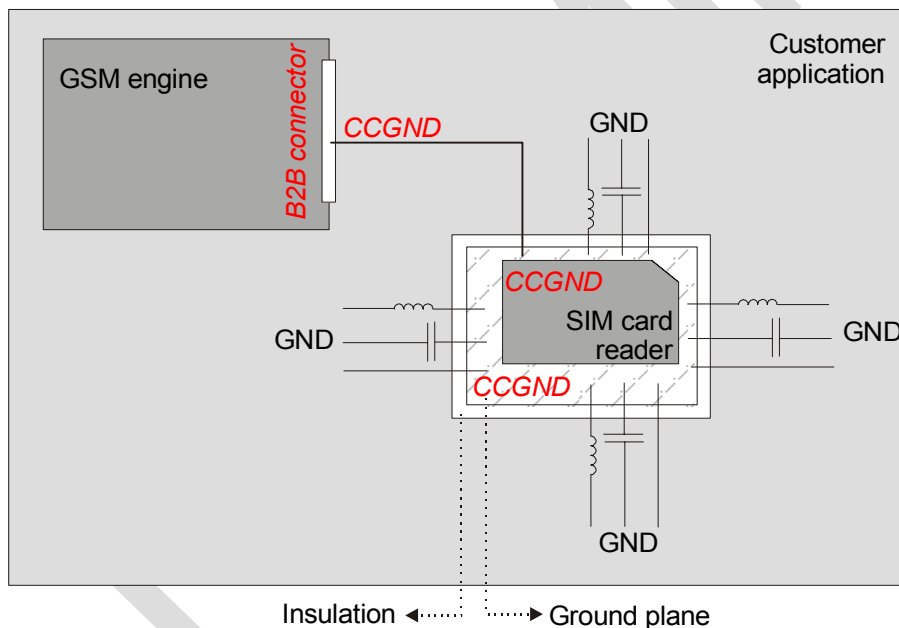 Customer
application
GSM engine
B2B connector
CCGND
GND
CCGND
SIM card
reader
GND
GND
CCGND
GND
Insulation
Ground plane